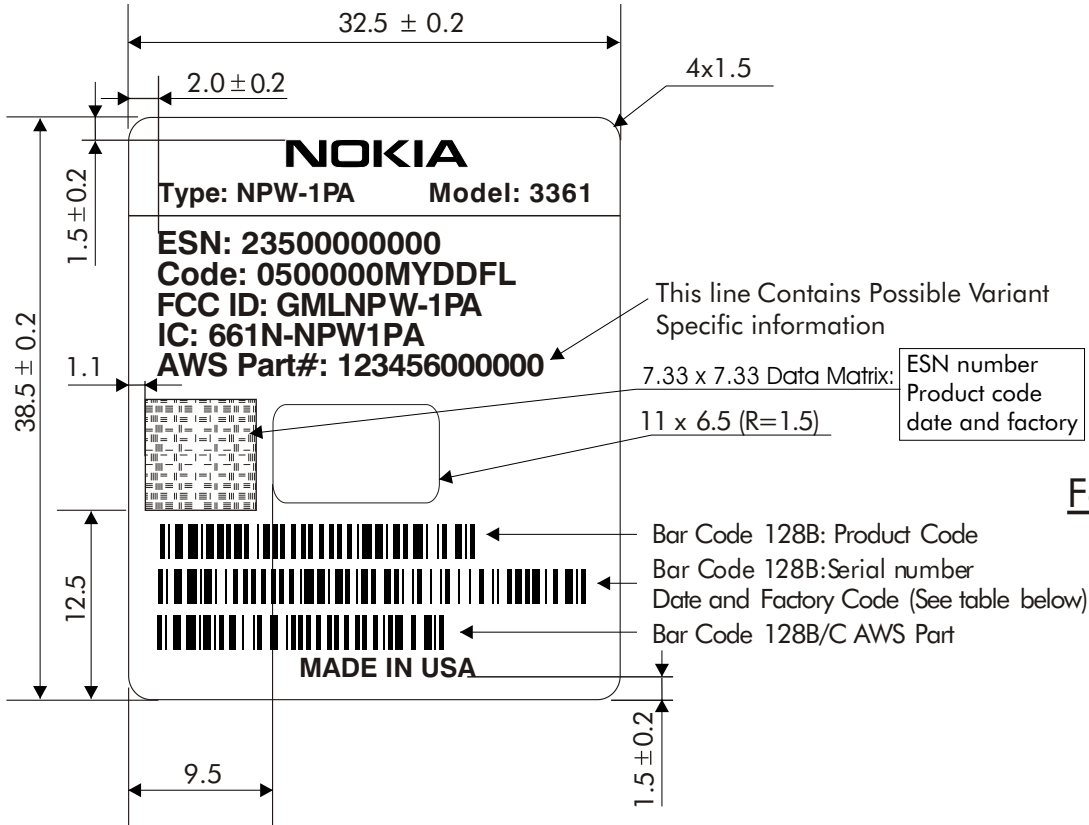 32.5 ± 0.2
4x1.5
2.0 ± 0.2
1.5 ± 0.2
NOKIA
Type: NPW-1PA Model: 3361
ESN: 23500000000
Code: 0500000MYDDFL
FCC ID: GMLNPW-1PA
IC: 661N-NPW1PA
AWS Part#: 123456000000
This line Contains Possible Variant
Specific information
38.5 ± 0.2
1.1
7.33 x 7.33 Data Matrix:
ESN number
Product code
date and factory
11 x 6.5 (R=1.5)
F
Bar Code 128B: Product Code
Bar Code 128B:Serial number
Date and Factory Code (See table below)
Bar Code 128B/C AWS Part
12.5
MADE IN USA
1.5 ± 0.2
9.5